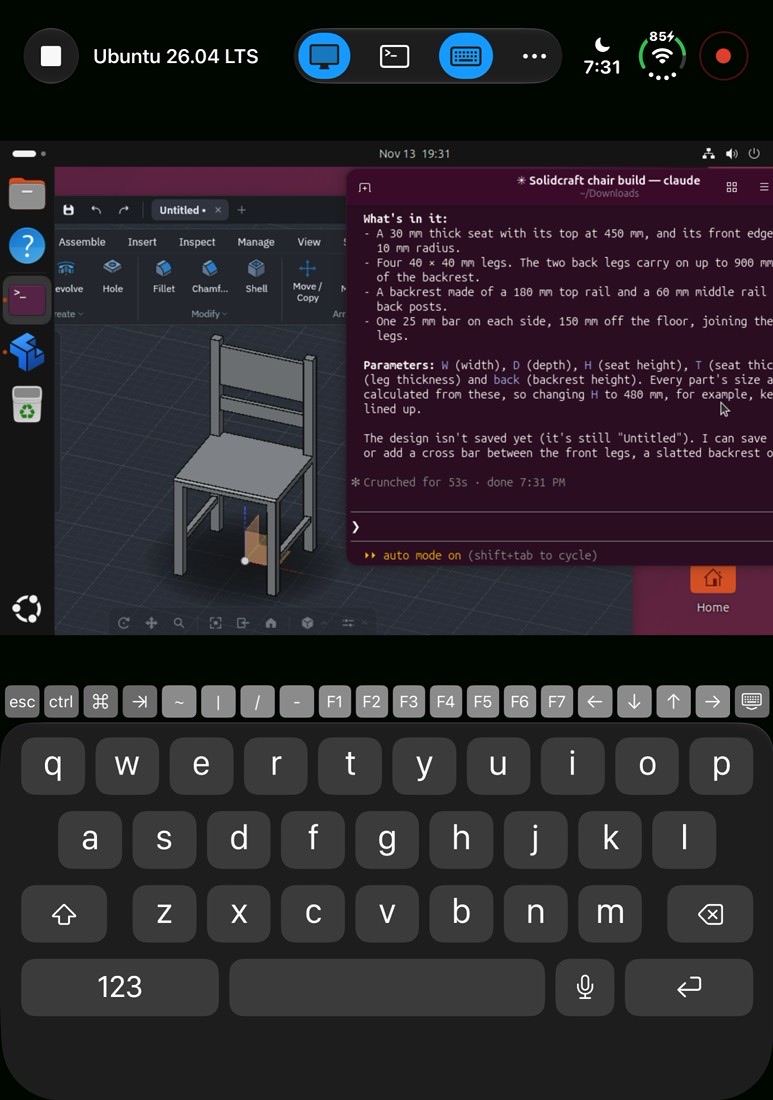 Ubuntu 26.04 LTS
7:31
85
Nov 13 19:31
Untitled •
Assemble Insert Inspect Manage View
evolve Hole Fillet Chamf... Shell Move / Copy
Modify
✳ Solidcraft chair build — claude
~/Downloads
What's in it:
- A 30 mm thick seat with its top at 450 mm, and its front edge
10 mm radius.
- Four 40 × 40 mm legs. The two back legs carry on up to 900 mm
of the backrest.
- A backrest made of a 180 mm top rail and a 60 mm middle rail
back posts.
- One 25 mm bar on each side, 150 mm off the floor, joining the
legs.
Parameters: W (width), D (depth), H (seat height), T (seat thic
(leg thickness) and back (backrest height). Every part's size a
calculated from these, so changing H to 480 mm, for example, ke
lined up.
The design isn't saved yet (it's still "Untitled"). I can save
or add a cross bar between the front legs, a slatted backrest o
✻ Crunched for 53s · done 7:31 PM
❯
⏵⏵ auto mode on (shift+tab to cycle)
Home
esc ctrl ⌘ ~ | / - F1 F2 F3 F4 F5 F6 F7 ← ↓ ↑ →
q w e r t y u i o p
a s d f g h j k l
z x c v b n m
123